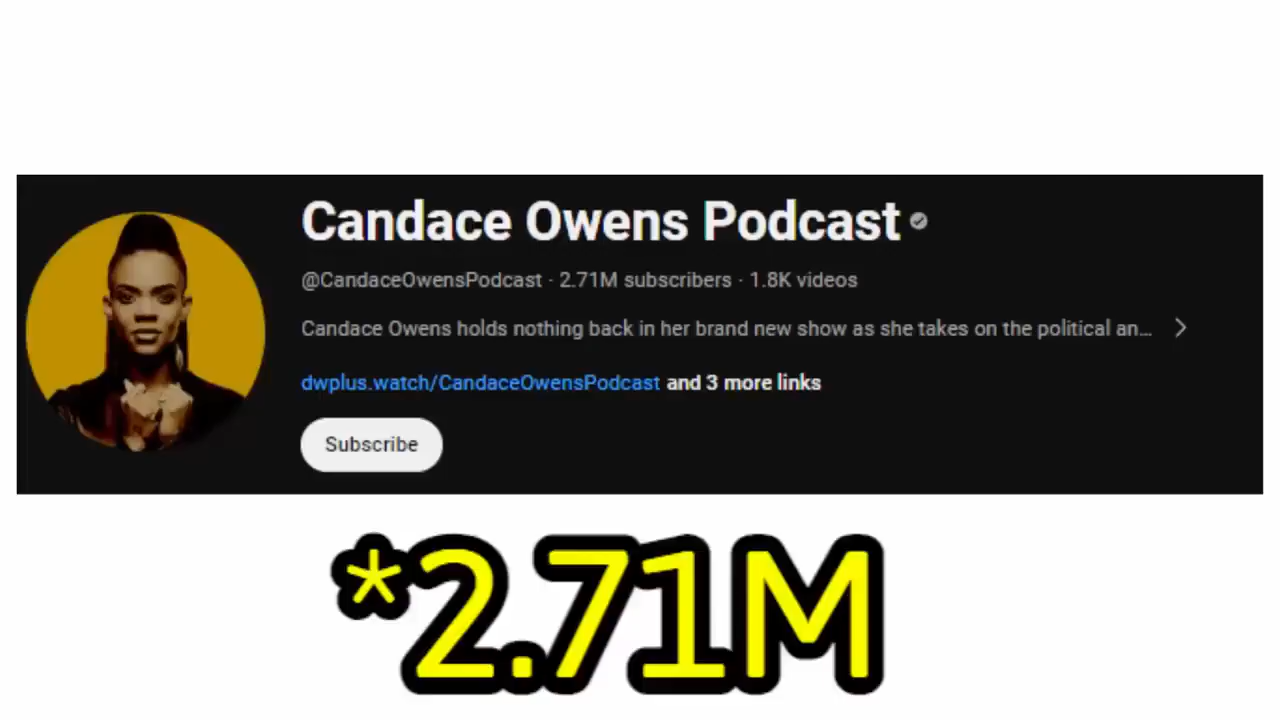 Candace Owens Podcast
@CandaceOwensPodcast · 2.71M subscribers · 1.8K videos
Candace Owens holds nothing back in her brand new show as she takes on the political an...
dwplus.watch/CandaceOwensPodcast and 3 more links
Subscribe
*2.71M